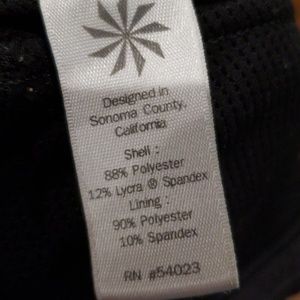 Designed in
Sonoma County,
California
Shell :
88% Polyester
12% Lycra ® Spandex
Lining :
90% Polyester
10% Spandex
RN #54023